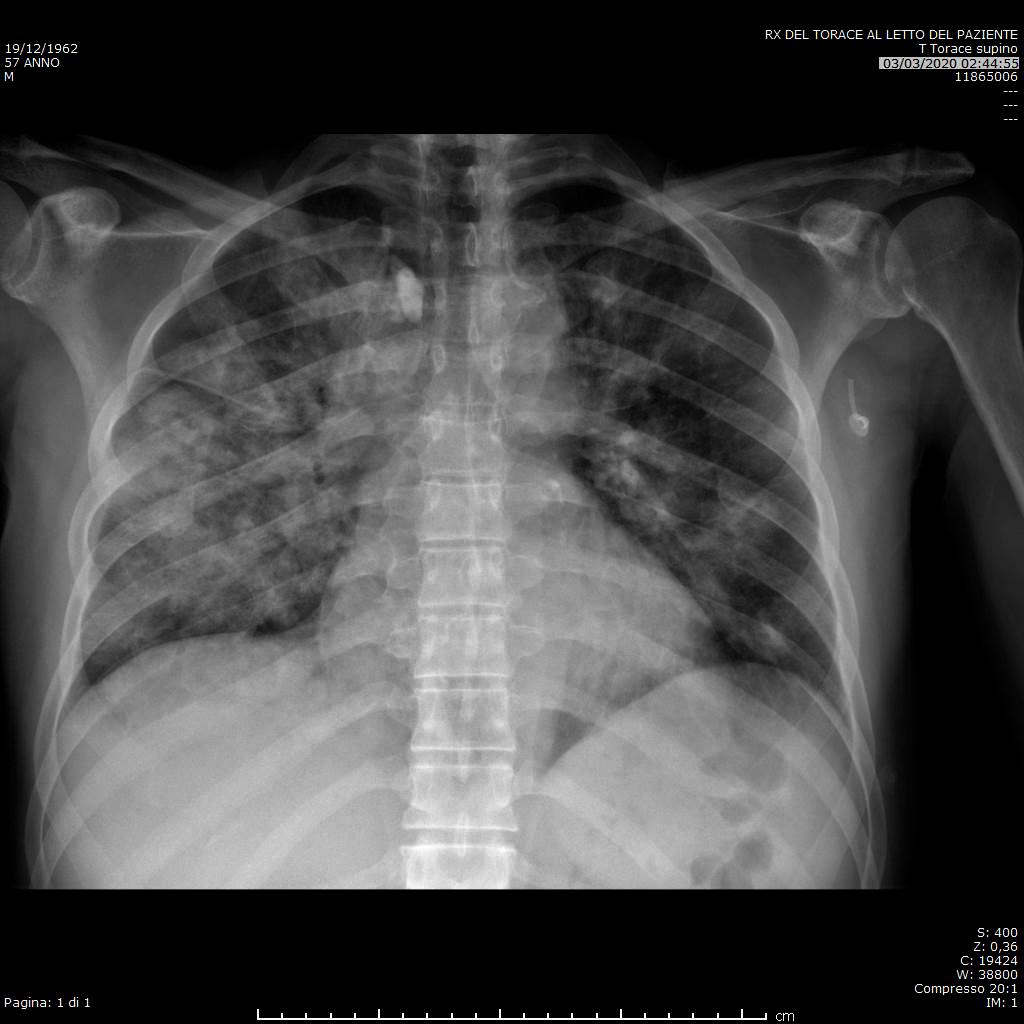 19/12/1962
57 ANNO
M
RX DEL TORACE AL LETTO DEL PAZIENTE
T Torace supino
03/03/2020 02:44:55
11865006
---
---
---
S: 400
Z: 0,36
C: 19424
W: 38800
Compresso 20:1
IM: 1
Pagina: 1 di 1
cm